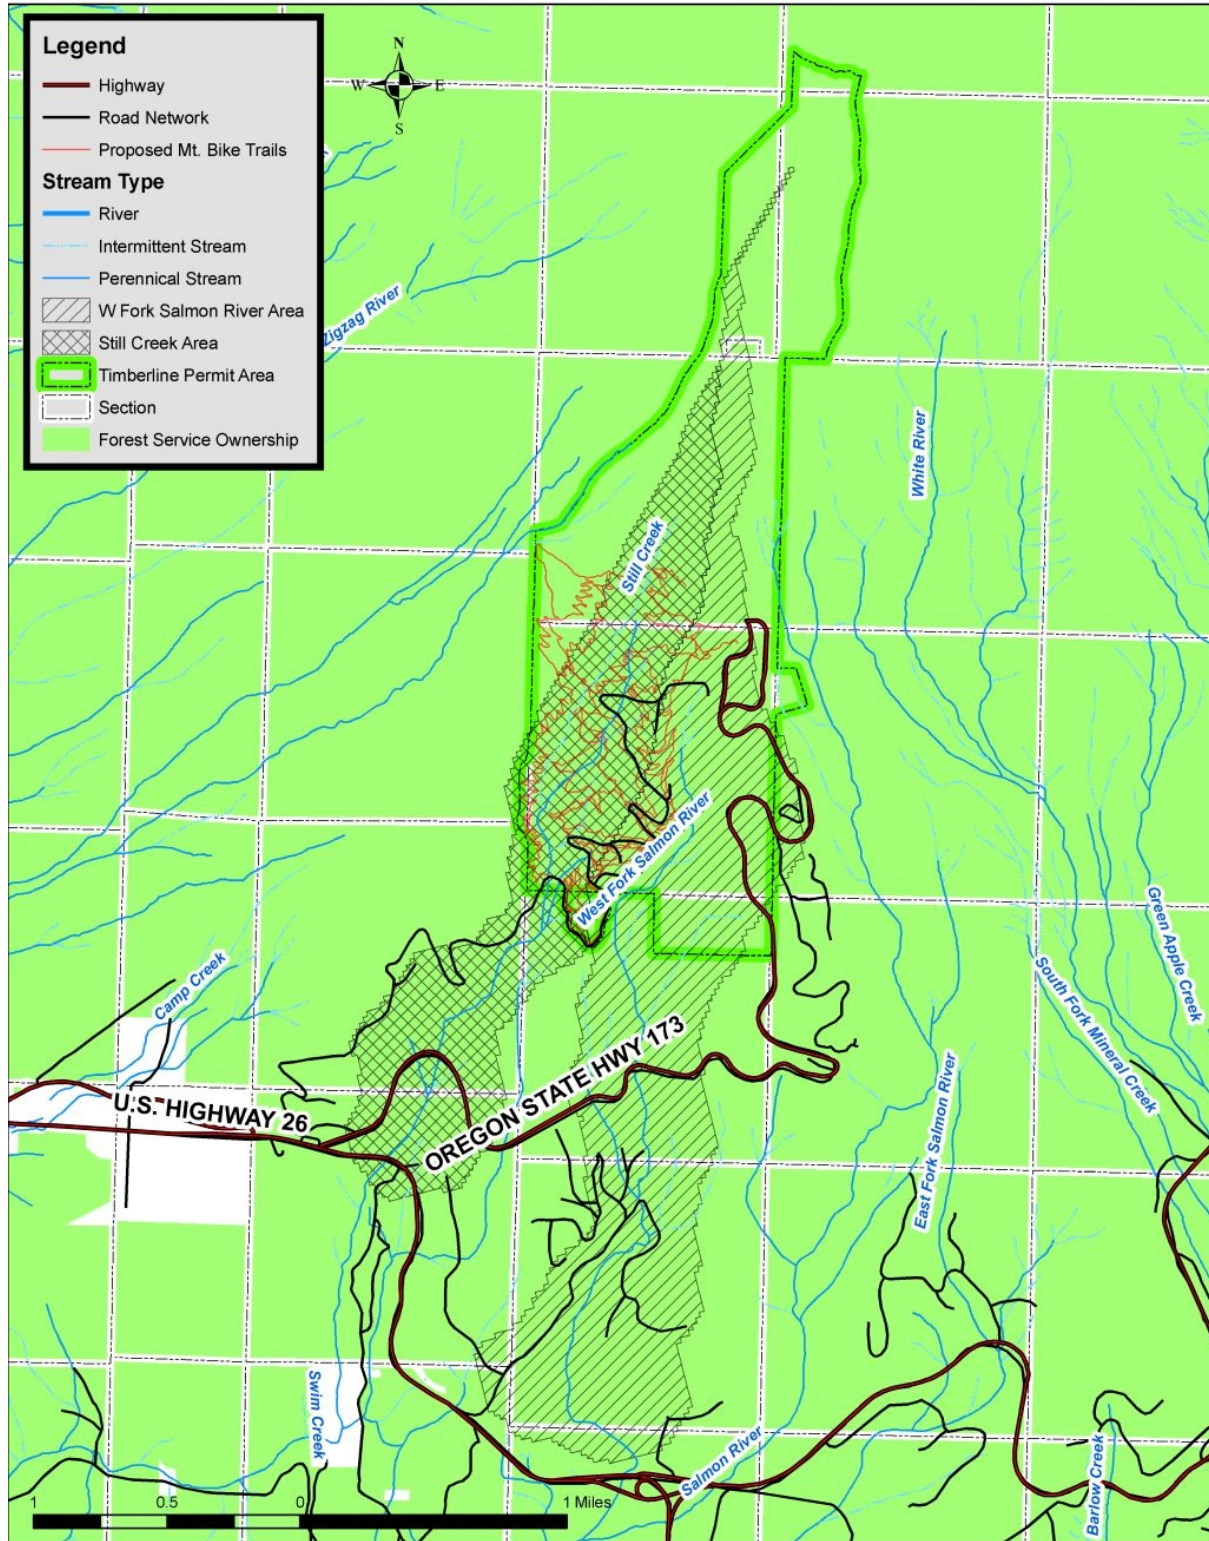 Legend
Highway
Road Network
Proposed Mt. Bike Trails
Stream Type
River
Intermittent Stream
Perennical Stream
W Fork Salmon River Area
Still Creek Area
Timberline Permit Area
Section
Forest Service Ownership
N
W E
S
Zigzag River
White River
Still Creek
West Fork Salmon River
Green Apple Creek
South Fork Mineral Creek
Camp Creek
OREGON STATE HWY 173
U.S. HIGHWAY 26
East Fork Salmon River
Swim Creek
Salmon River
Barlow Creek
1 0.5 0 1 Miles